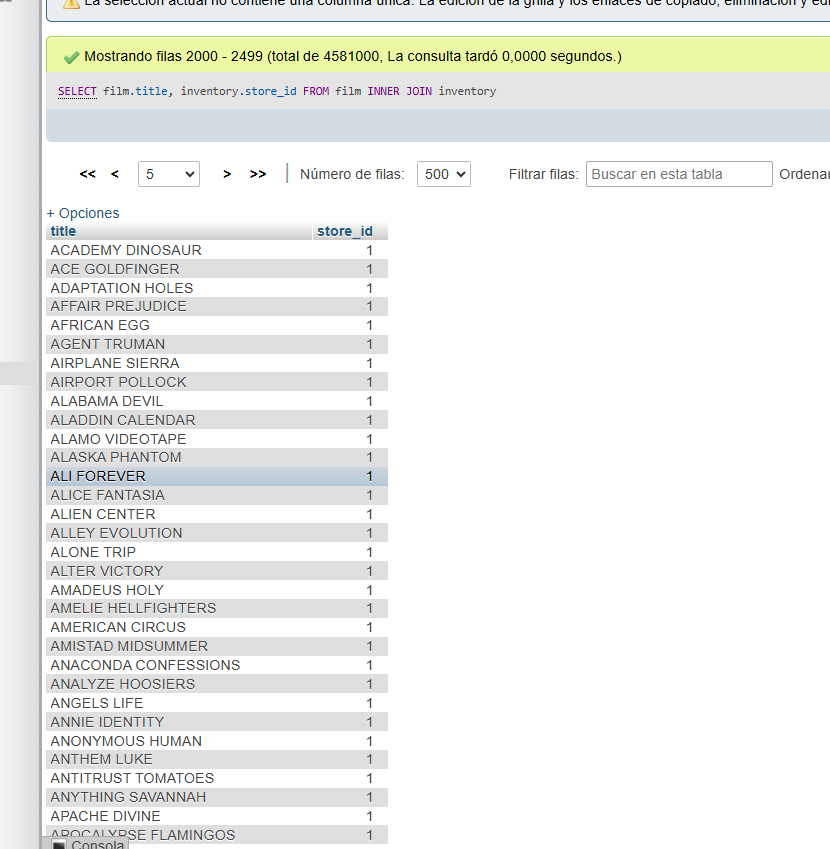 La selección actual no contiene una columna única. La edición de la grilla y los enlaces de copiado, eliminación y edi
Mostrando filas 2000 - 2499 (total de 4581000, La consulta tardó 0,0000 segundos.)
SELECT film.title, inventory.store_id FROM film INNER JOIN inventory
<< < 5 > >> Número de filas: 500 Filtrar filas: Buscar en esta tabla Ordenar
+ Opciones
title store_id
ACADEMY DINOSAUR 1
ACE GOLDFINGER 1
ADAPTATION HOLES 1
AFFAIR PREJUDICE 1
AFRICAN EGG 1
AGENT TRUMAN 1
AIRPLANE SIERRA 1
AIRPORT POLLOCK 1
ALABAMA DEVIL 1
ALADDIN CALENDAR 1
ALAMO VIDEOTAPE 1
ALASKA PHANTOM 1
ALI FOREVER 1
ALICE FANTASIA 1
ALIEN CENTER 1
ALLEY EVOLUTION 1
ALONE TRIP 1
ALTER VICTORY 1
AMADEUS HOLY 1
AMELIE HELLFIGHTERS 1
AMERICAN CIRCUS 1
AMISTAD MIDSUMMER 1
ANACONDA CONFESSIONS 1
ANALYZE HOOSIERS 1
ANGELS LIFE 1
ANNIE IDENTITY 1
ANONYMOUS HUMAN 1
ANTHEM LUKE 1
ANTITRUST TOMATOES 1
ANYTHING SAVANNAH 1
APACHE DIVINE 1
APOCALYPSE FLAMINGOS 1
Consola